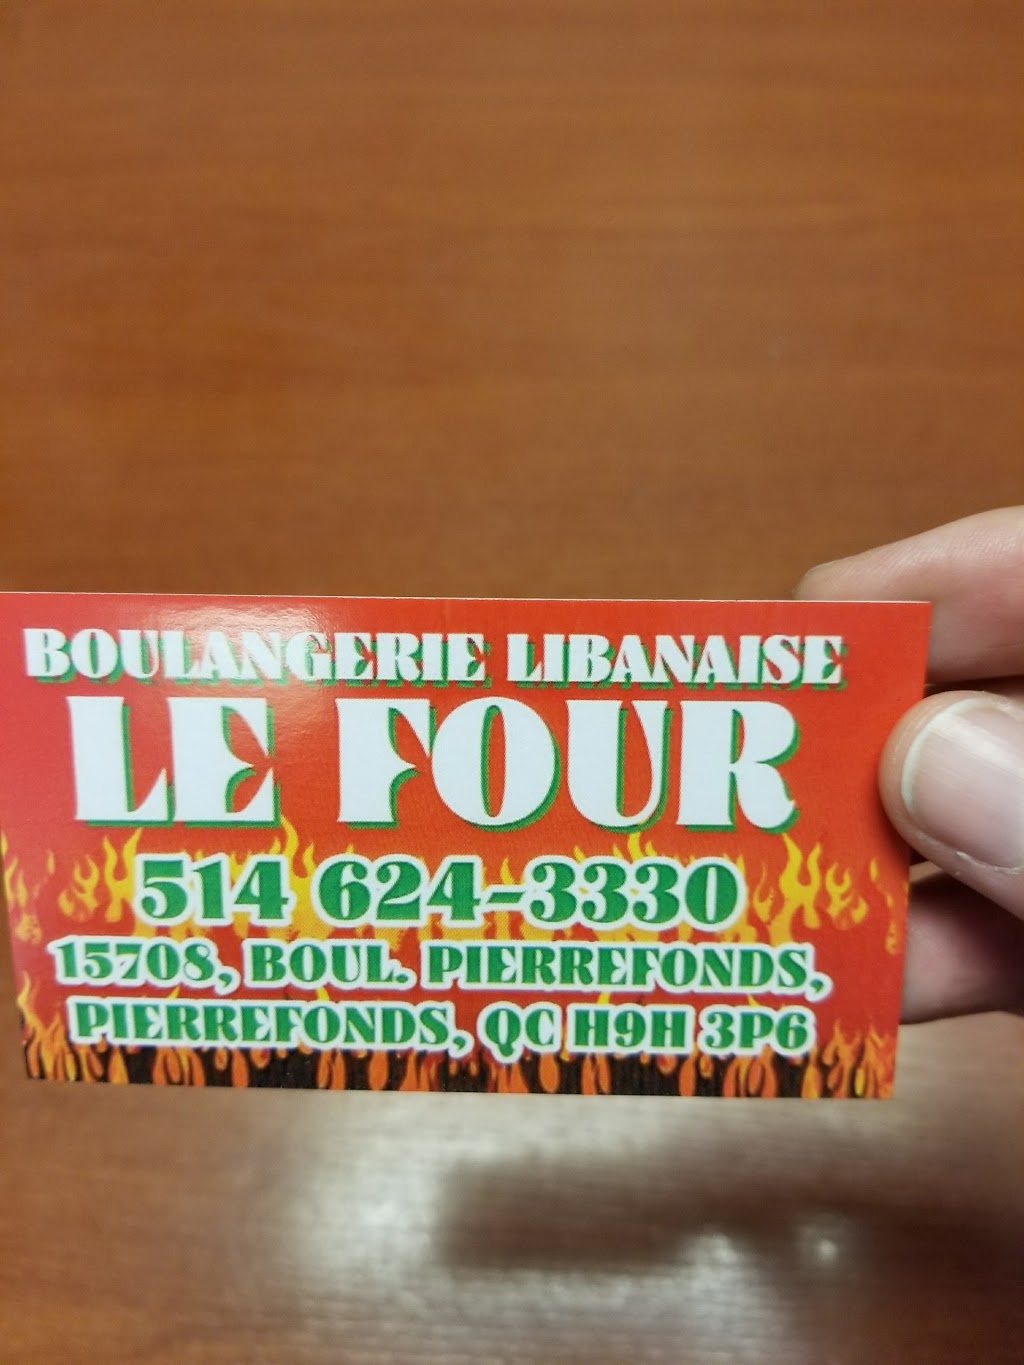 BOULANGERIE LIBANAISE
LE FOUR
514 624-3330
15708, BOUL. PIERREFONDS,
PIERREFONDS, QC H9H 3P6